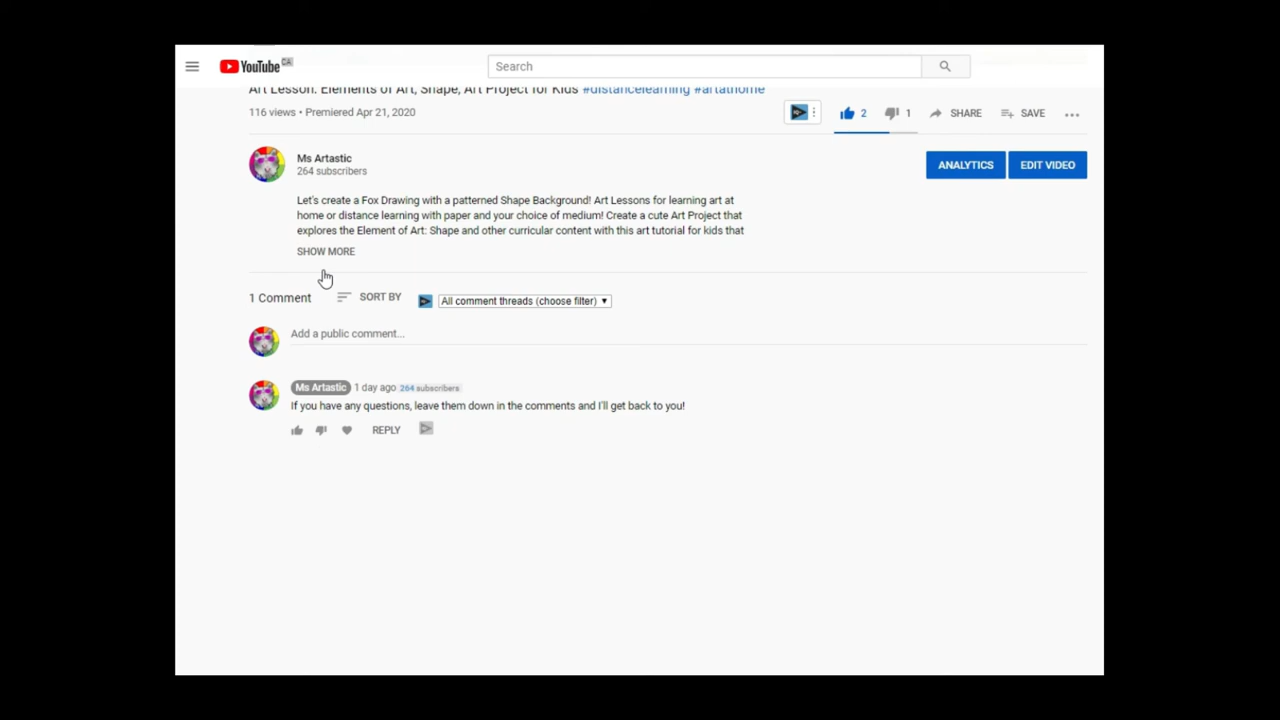 YouTube CA
Search
Art Lesson: Elements of Art, Shape, Art Project for Kids #distancelearning #artathome
116 views • Premiered Apr 21, 2020
2
1
SHARE
SAVE
Ms Artastic
264 subscribers
ANALYTICS
EDIT VIDEO
Let's create a Fox Drawing with a patterned Shape Background! Art Lessons for learning art at
home or distance learning with paper and your choice of medium! Create a cute Art Project that
explores the Element of Art: Shape and other curricular content with this art tutorial for kids that
SHOW MORE
1 Comment
SORT BY
All comment threads (choose filter)
Add a public comment...
Ms Artastic 1 day ago 264 subscribers
If you have any questions, leave them down in the comments and I'll get back to you!
REPLY